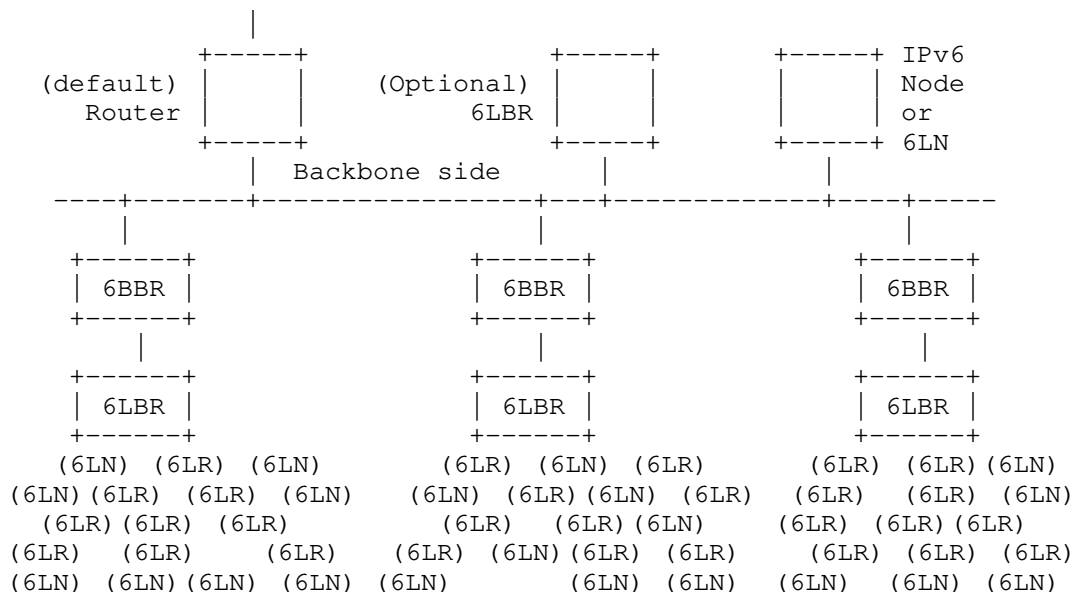 IPv6
(default) (Optional) Node
Router 6LBR or
6LN
Backbone side
6BBR 6BBR 6BBR
6LBR 6LBR 6LBR
(6LN) (6LR) (6LN) (6LR) (6LN) (6LR) (6LR) (6LR) (6LN)
(6LN) (6LR) (6LR) (6LN) (6LN) (6LR) (6LN) (6LR) (6LR) (6LR) (6LN)
(6LR) (6LR) (6LR) (6LR) (6LR) (6LN) (6LR) (6LR) (6LR)
(6LR) (6LR) (6LR) (6LR) (6LN) (6LR) (6LR) (6LR) (6LR) (6LR)
(6LN) (6LN) (6LN) (6LN) (6LN) (6LN) (6LN) (6LN) (6LN) (6LN)